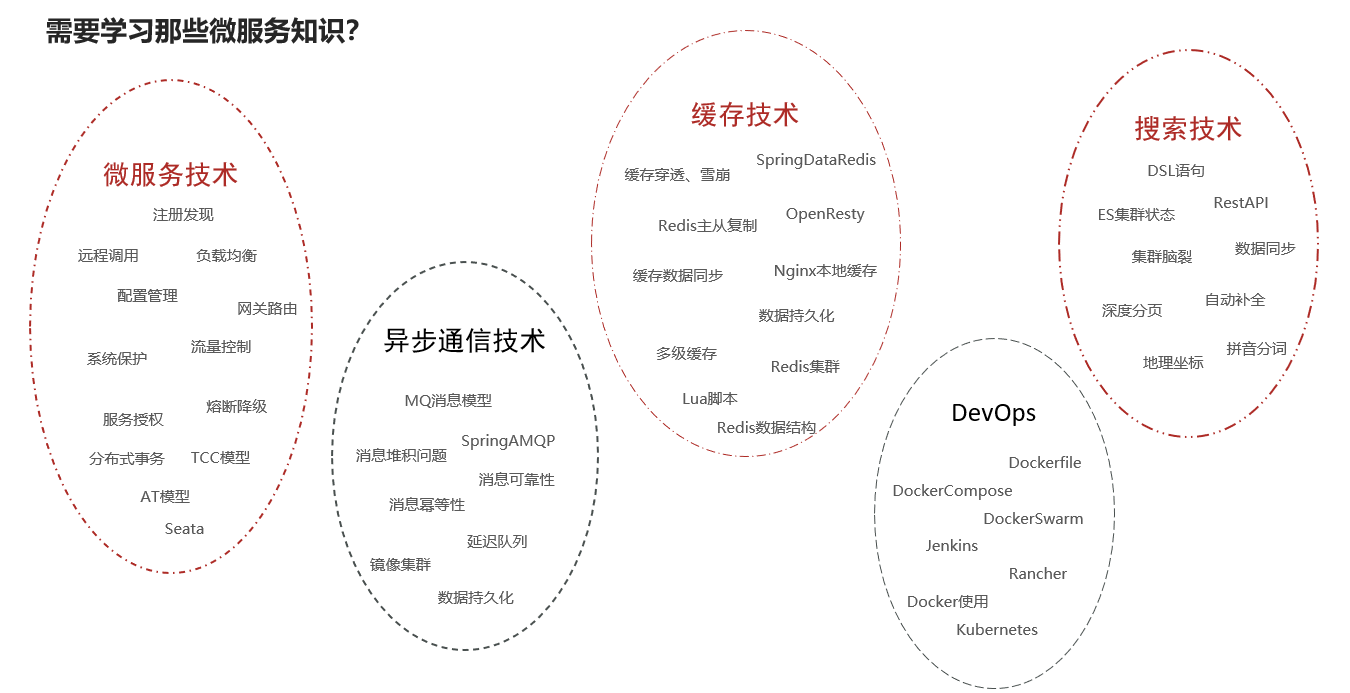 需要学习那些微服务知识？
微服务技术
注册发现
远程调用
负载均衡
配置管理
网关路由
系统保护
流量控制
服务授权
熔断降级
分布式事务
TCC模型
AT模型
Seata
异步通信技术
MQ消息模型
SpringAMQP
消息堆积问题
消息可靠性
消息幂等性
延迟队列
镜像集群
数据持久化
缓存技术
SpringDataRedis
缓存穿透、雪崩
OpenResty
Redis主从复制
Nginx本地缓存
缓存数据同步
数据持久化
多级缓存
Redis集群
Lua脚本
Redis数据结构
DevOps
Dockerfile
DockerCompose
DockerSwarm
Jenkins
Rancher
Docker使用
Kubernetes
搜索技术
DSL语句
RestAPI
ES集群状态
数据同步
集群脑裂
自动补全
深度分页
拼音分词
地理坐标